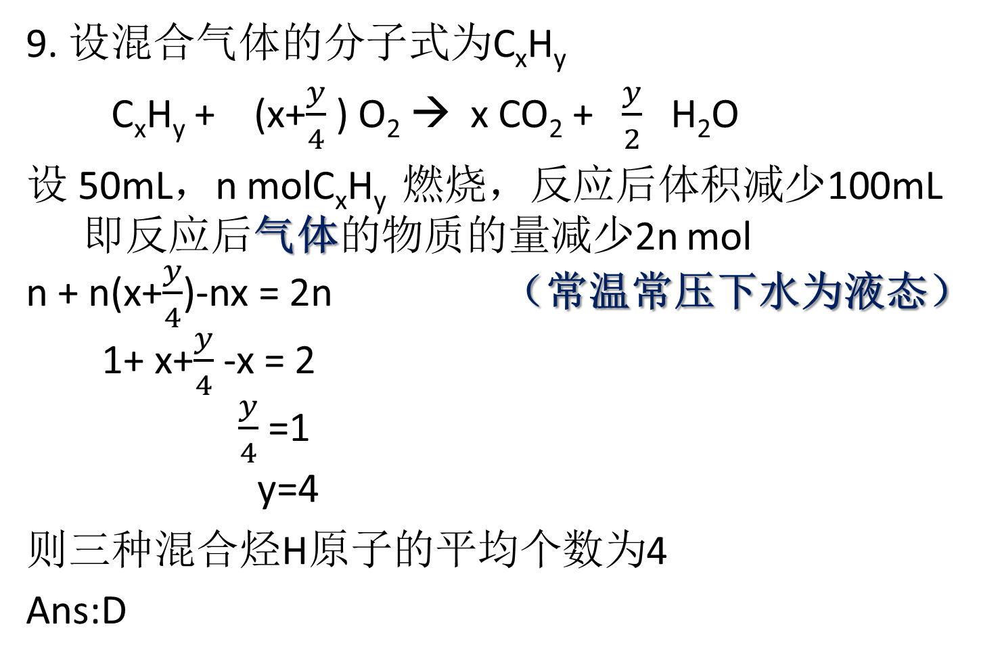 9. 设混合气体的分子式为CₓHᵧ
CₓHᵧ + (x+y/4) O₂ → x CO₂ + y/2 H₂O
设 50mL，n molCₓHᵧ 燃烧，反应后体积减少100mL
即反应后气体的物质的量减少2n mol
n + n(x+y/4)-nx = 2n （常温常压下水为液态）
1+ x+y/4 -x = 2
y/4 =1
y=4
则三种混合烃H原子的平均个数为4
Ans:D